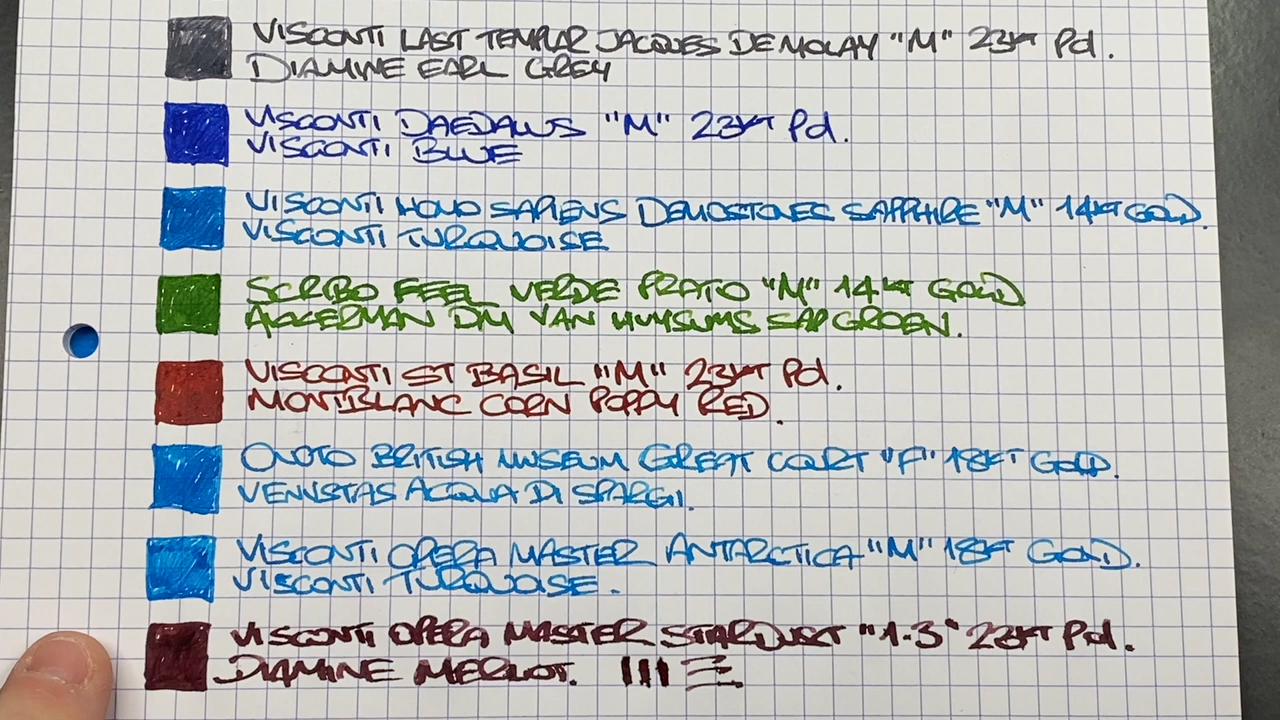 VISCONTI LAST TEMPLAR JACQUES DE MOLAY "M" 23KT Pd.
DIAMINE EARL GREY
VISCONTI DAEDALUS "M" 23KT Pd.
VISCONTI BLUE
VISCONTI HOMO SAPIENS DEMOSTONES SAPPHIRE "M" 14KT GOLD.
VISCONTI TURQUOISE
SCRIBO FEEL VERDE PRATO "M" 14KT GOLD
AKKERMAN DM VAN HUYSUMS SAP GROEN.
VISCONTI ST BASIL "M" 23KT Pd.
MONTBLANC CORN POPPY RED.
ONOTO BRITISH MUSEUM GREAT COURT "F" 18KT GOLD.
VENVSTAS ACQUA DI SPARGII.
VISCONTI OPERA MASTER ANTARCTICA "M" 18KT GOLD.
VISCONTI TURQUOISE.
VISCONTI OPERA MASTER STARDUST "1.3" 23KT Pd.
DIAMINE MERLOT.